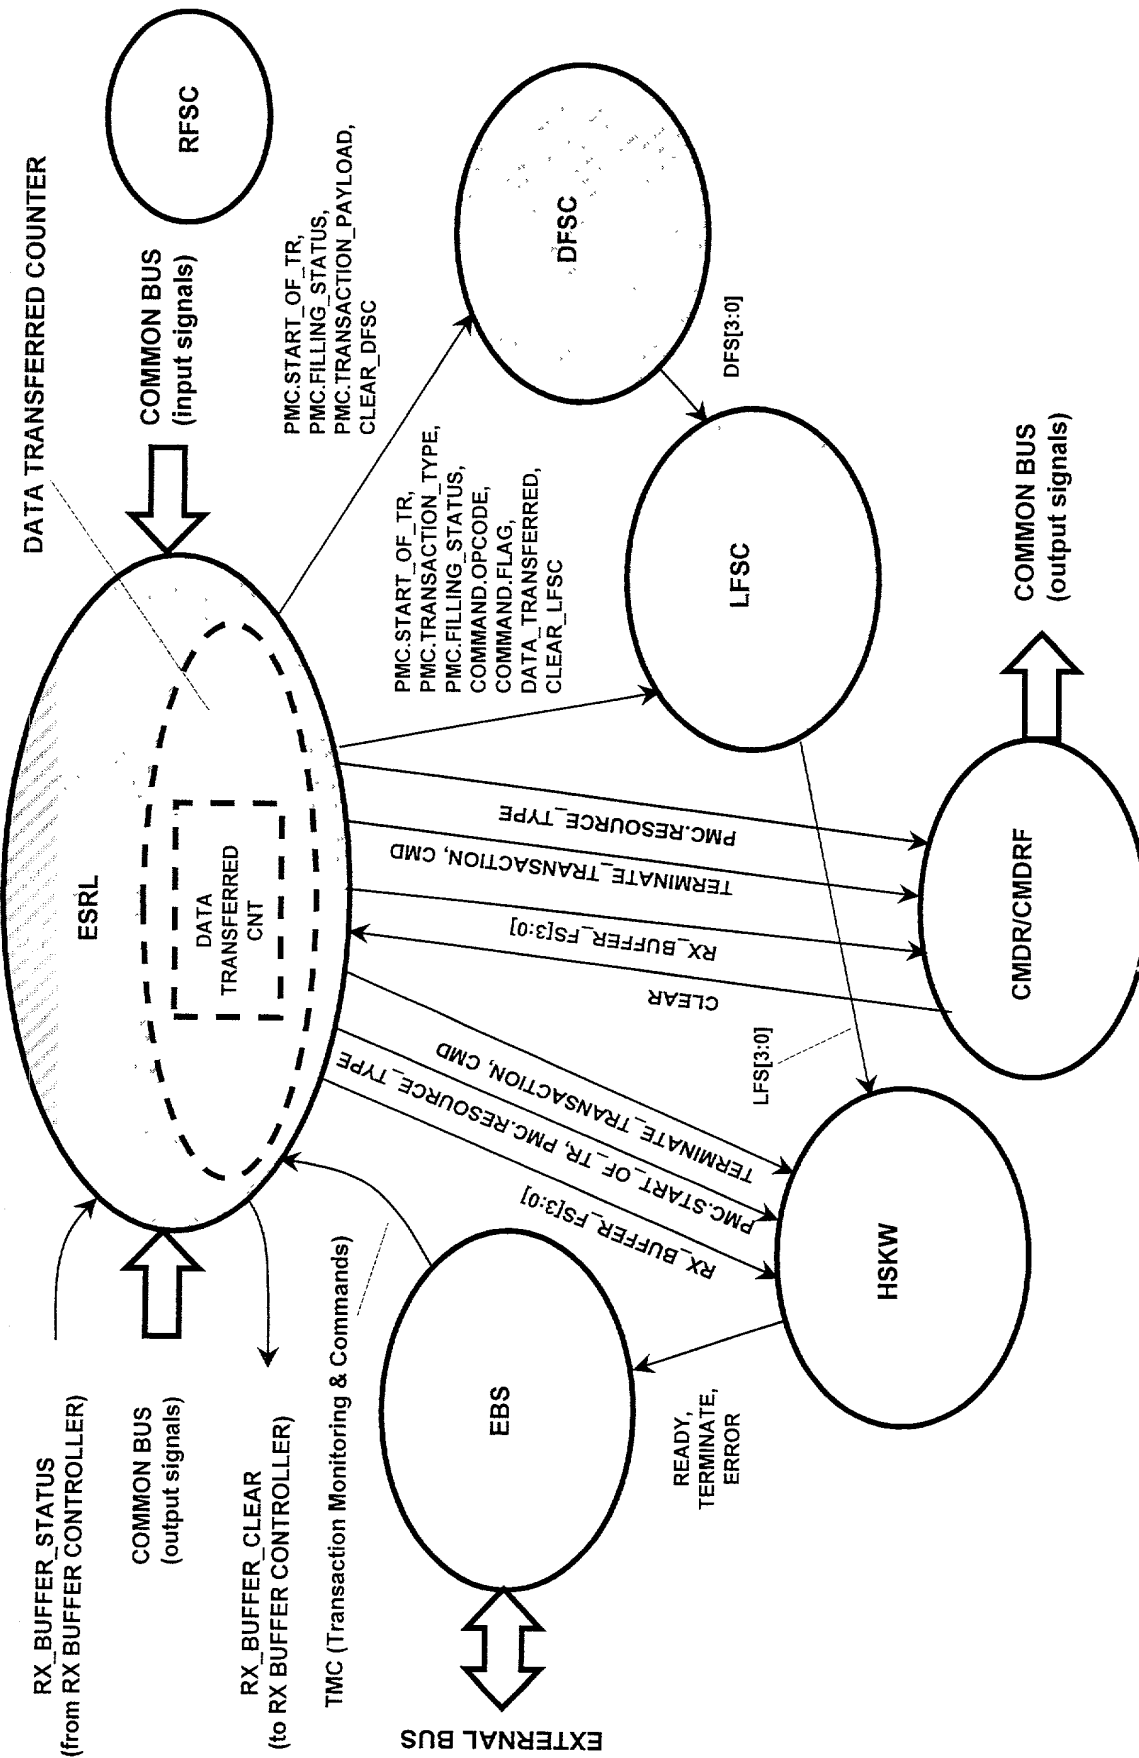 RX_BUFFER_STATUS
(from RX BUFFER CONTROLLER)
COMMON BUS
(output signals)
RX_BUFFER_CLEAR
(to RX BUFFER CONTROLLER)
TMC (Transaction Monitoring & Commands)
EXTERNAL BUS
EBS
READY,
TERMINATE,
ERROR
HSKW
RX_BUFFER_FS[3:0]
PMC.START_OF_TR, PMC.RESOURCE_TYPE
TERMINATE_TRANSACTION, CMD
LFS[3:0]
ESRL
DATA
TRANSFERRED
CNT
CLEAR
RX_BUFFER_FS[3:0]
TERMINATE_TRANSACTION, CMD
PMC.RESOURCE_TYPE
CMDR/CMDRF
COMMON BUS
(output signals)
DATA TRANSFERRED COUNTER
COMMON BUS
(input signals)
PMC.START_OF_TR,
PMC.TRANSACTION_TYPE,
PMC.FILLING_STATUS,
COMMAND.OPCODE,
COMMAND.FLAG,
DATA_TRANSFERRED,
CLEAR_LFSC
LFSC
PMC.START_OF_TR,
PMC.FILLING_STATUS,
PMC.TRANSACTION_PAYLOAD,
CLEAR_DFSC
DFS[3:0]
DFSC
RFSC